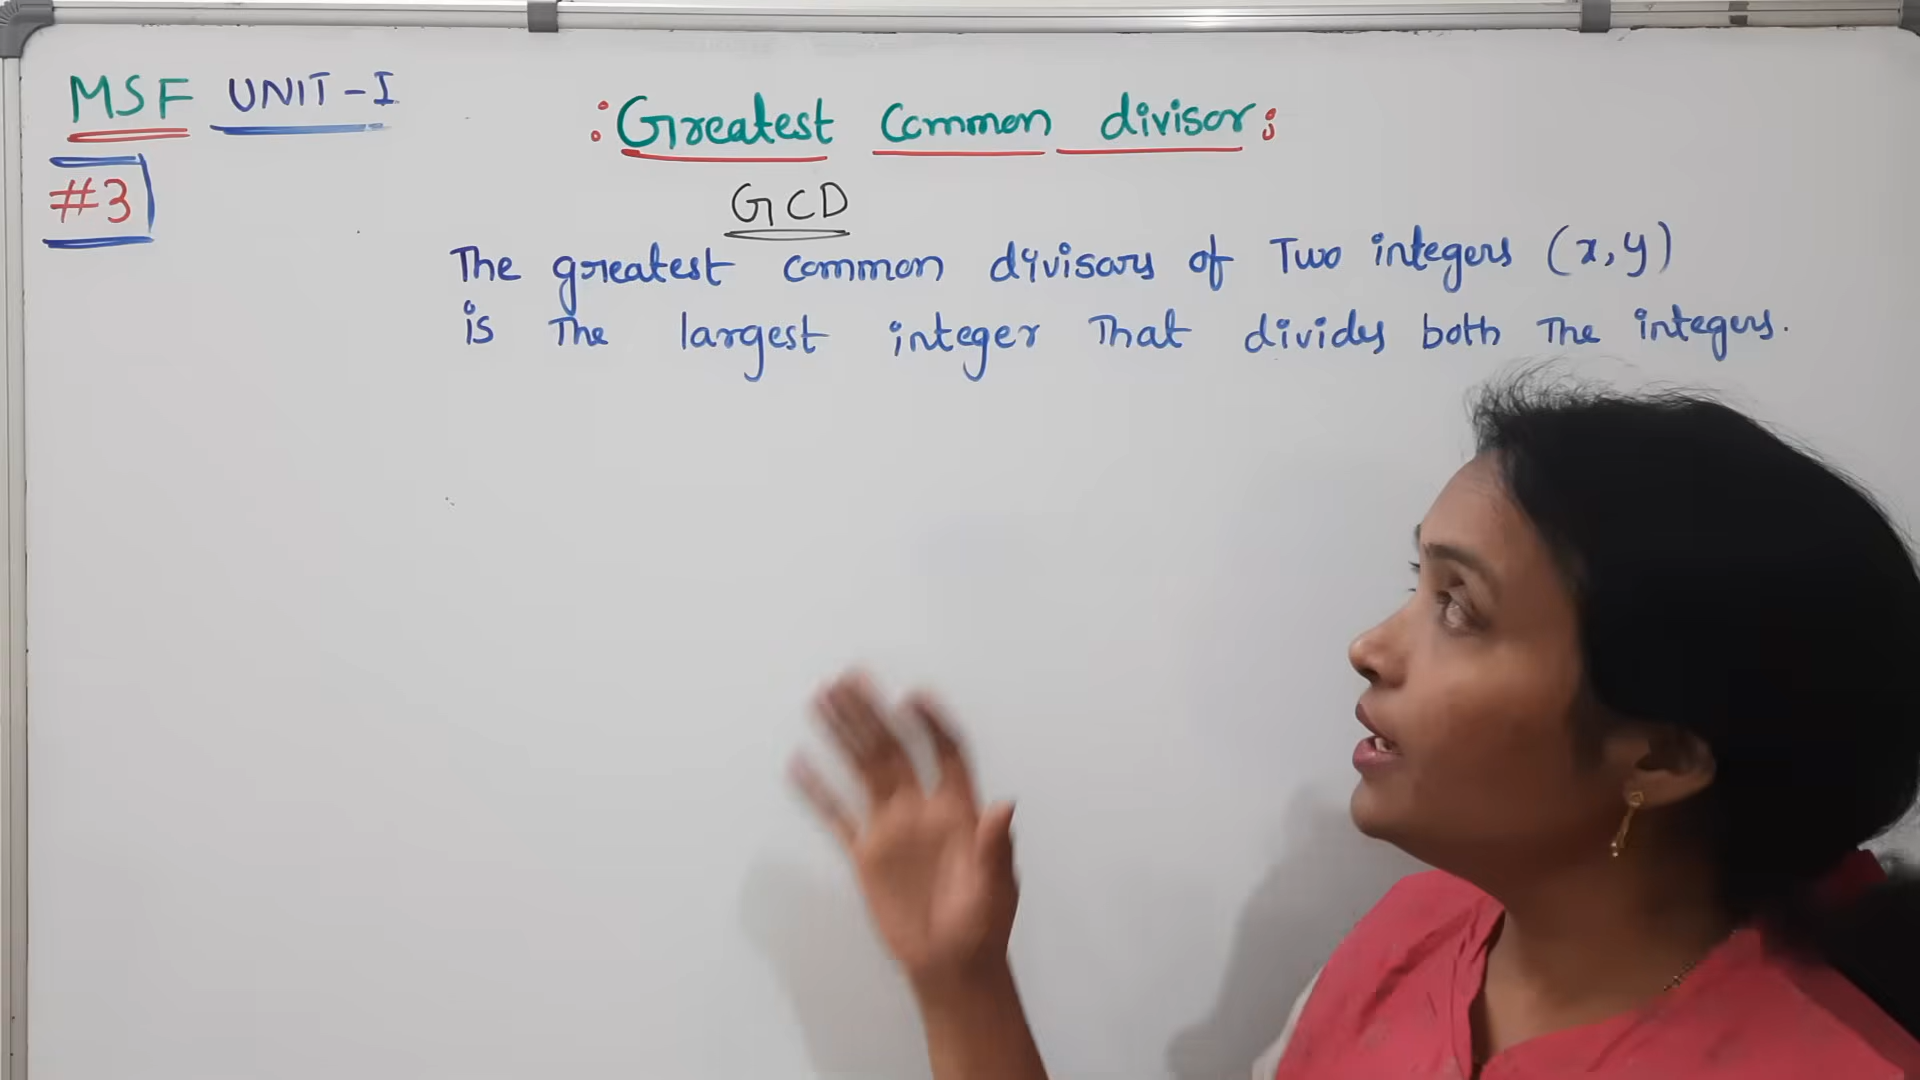 MSF UNIT-I
#3
:Greatest Common divisor:
GCD
The greatest common divisors of Two integers (x,y)
is The largest integer That divides both The integers.